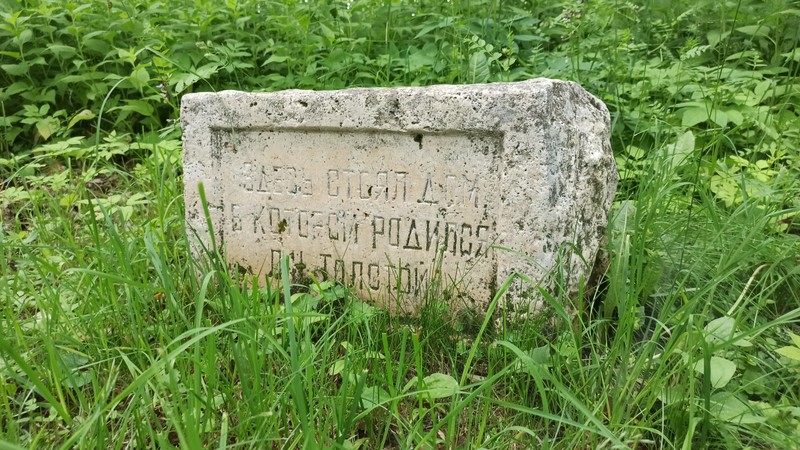 ЗДЕСЬ СТОЯЛ ДОМ,
В КОТОРОМ РОДИЛСЯ
Л.Н. ТОЛСТОЙ